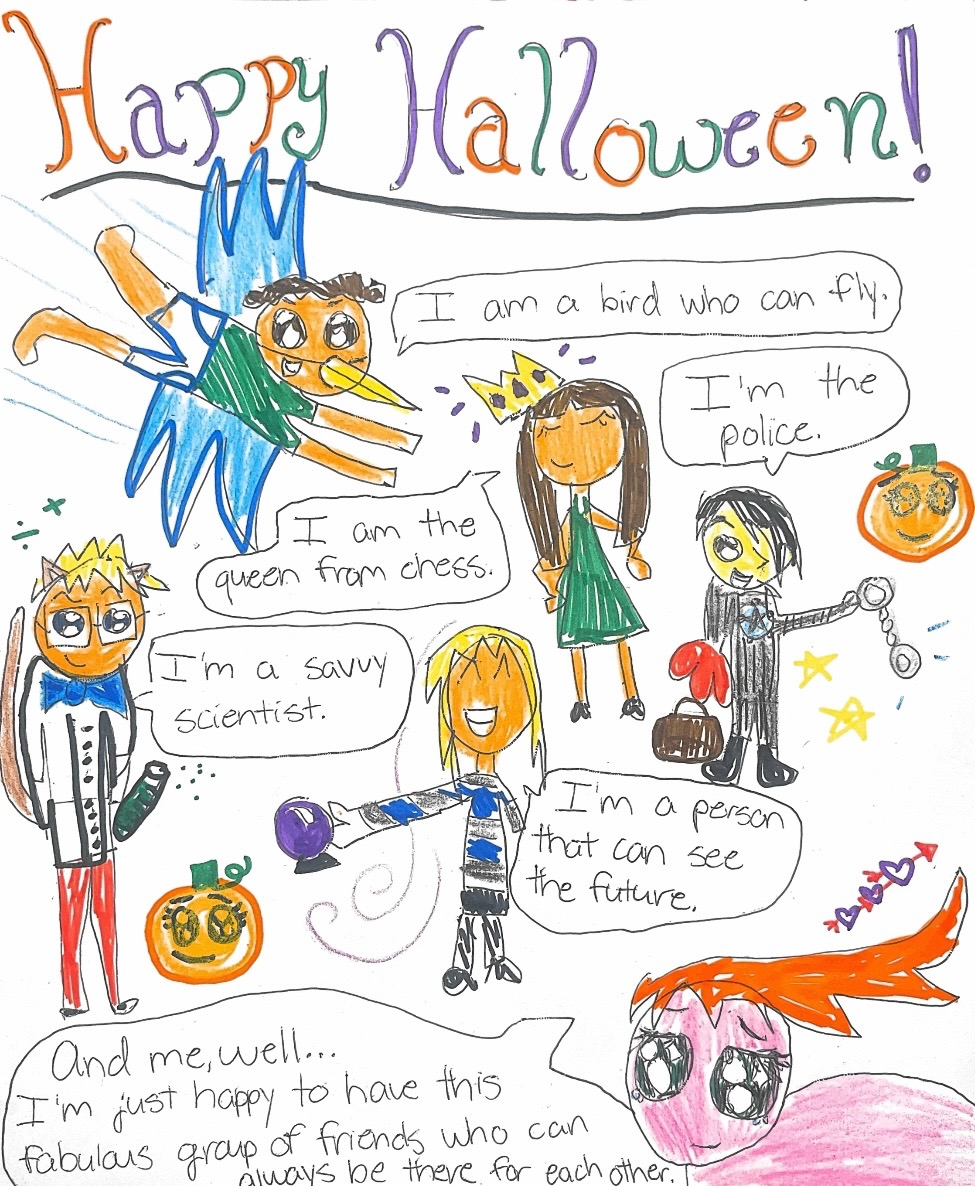 Happy Halloween!
I am a bird who can fly.
I'm the
police.
I am the
queen from chess.
I'm a savvy
scientist.
I'm a person
that can see
the future.
And me, well...
I'm just happy to have this
fabulous group of friends who can
always be there for each other.